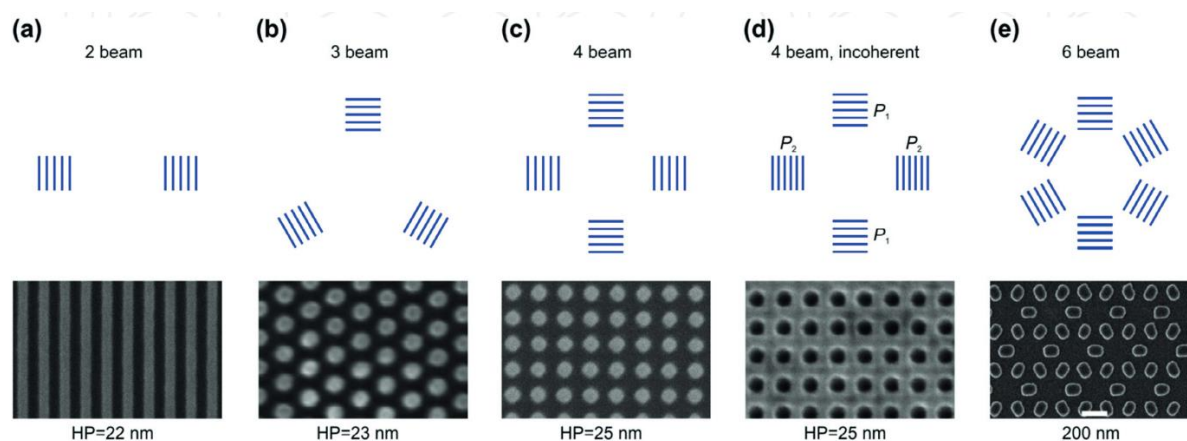 (a)
2 beam
HP=22 nm
(b)
3 beam
HP=23 nm
(c)
4 beam
HP=25 nm
(d)
4 beam, incoherent
P₁
P₂
P₂
P₁
HP=25 nm
(e)
6 beam
200 nm